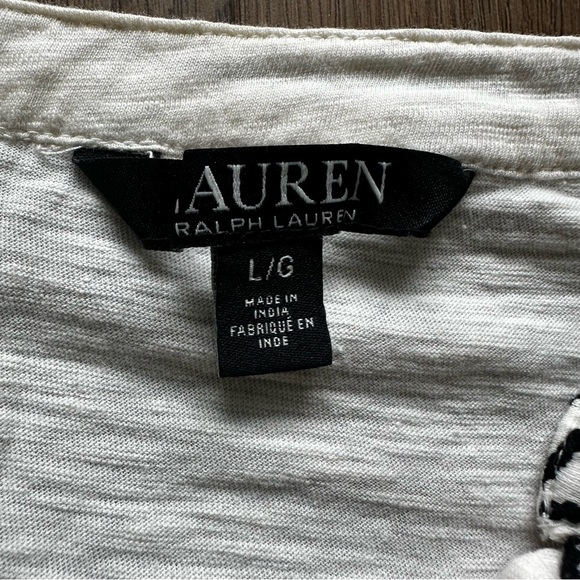 LAUREN
RALPH LAUREN
L/G
MADE IN
INDIA
FABRIQUÉ EN
INDE